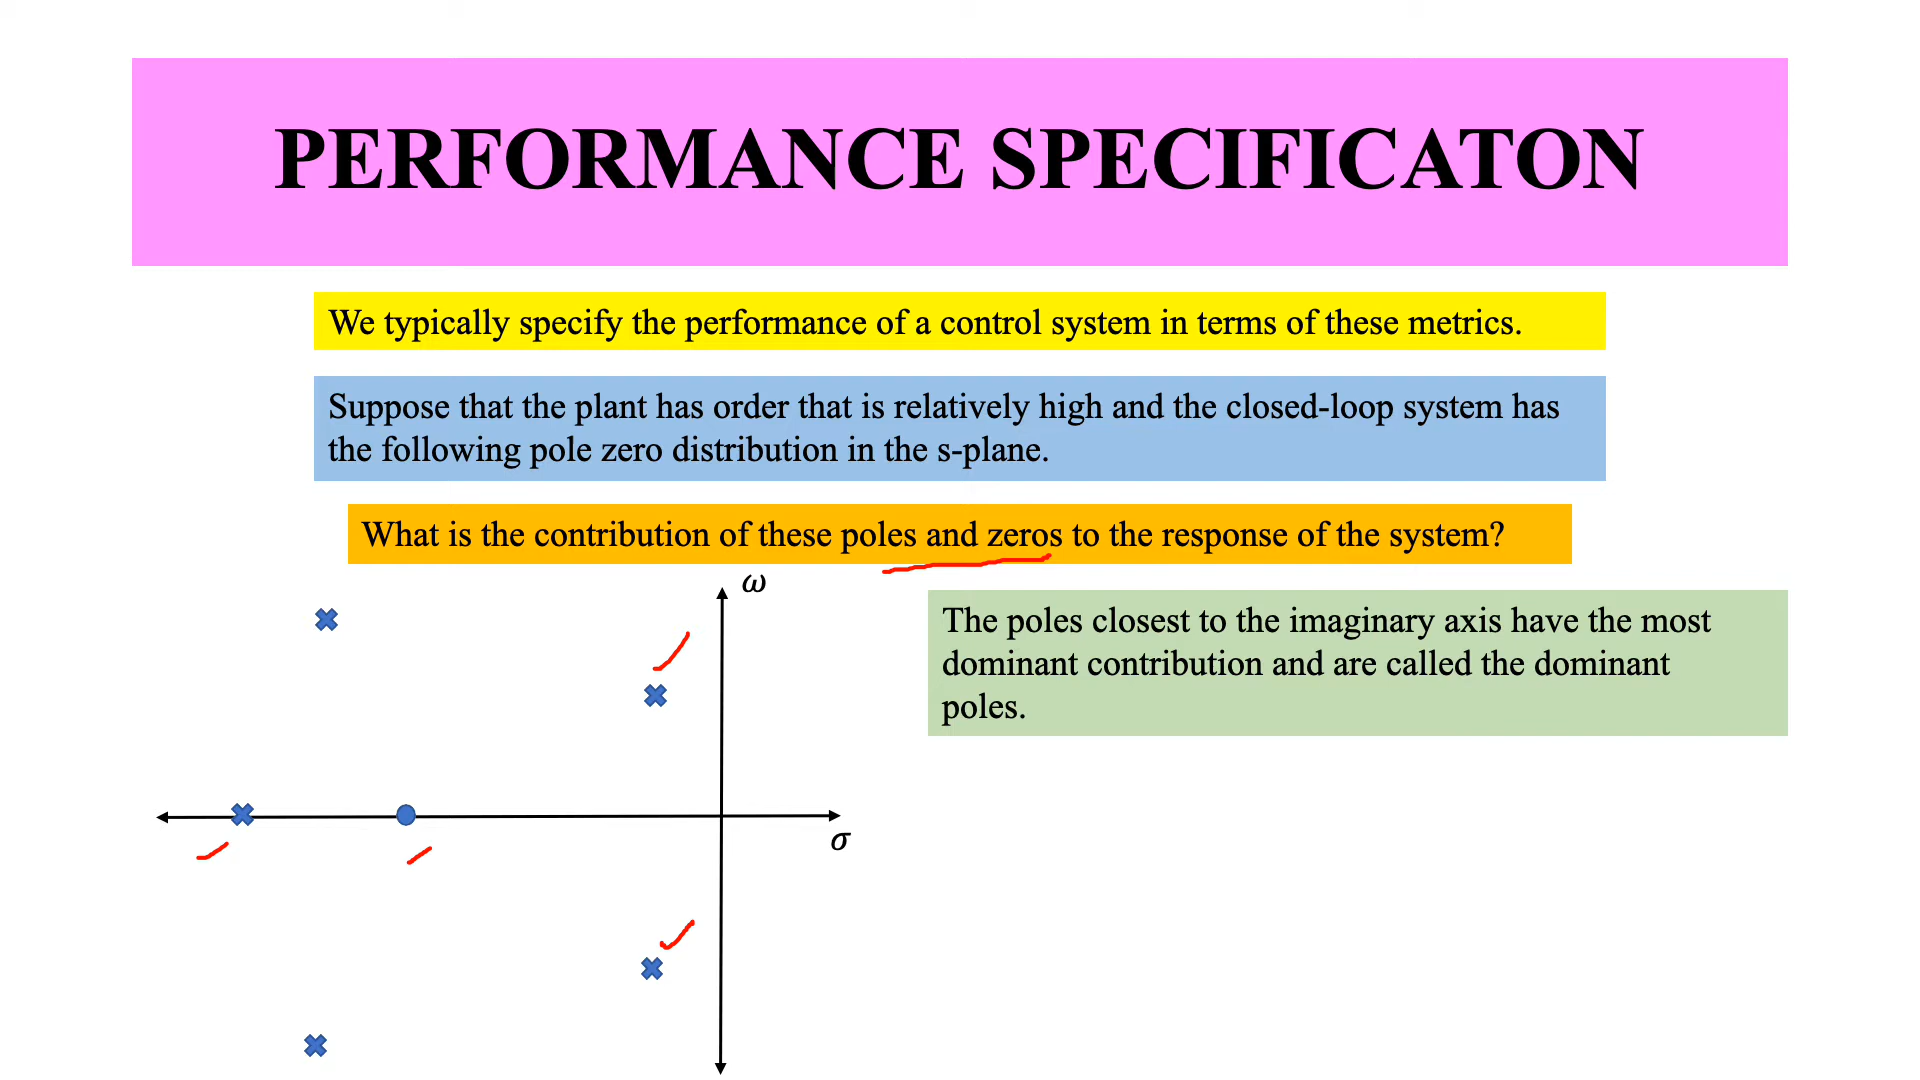 PERFORMANCE SPECIFICATON
We typically specify the performance of a control system in terms of these metrics.
Suppose that the plant has order that is relatively high and the closed-loop system has
the following pole zero distribution in the s-plane.
What is the contribution of these poles and zeros to the response of the system?
ω
The poles closest to the imaginary axis have the most
dominant contribution and are called the dominant
poles.
σ